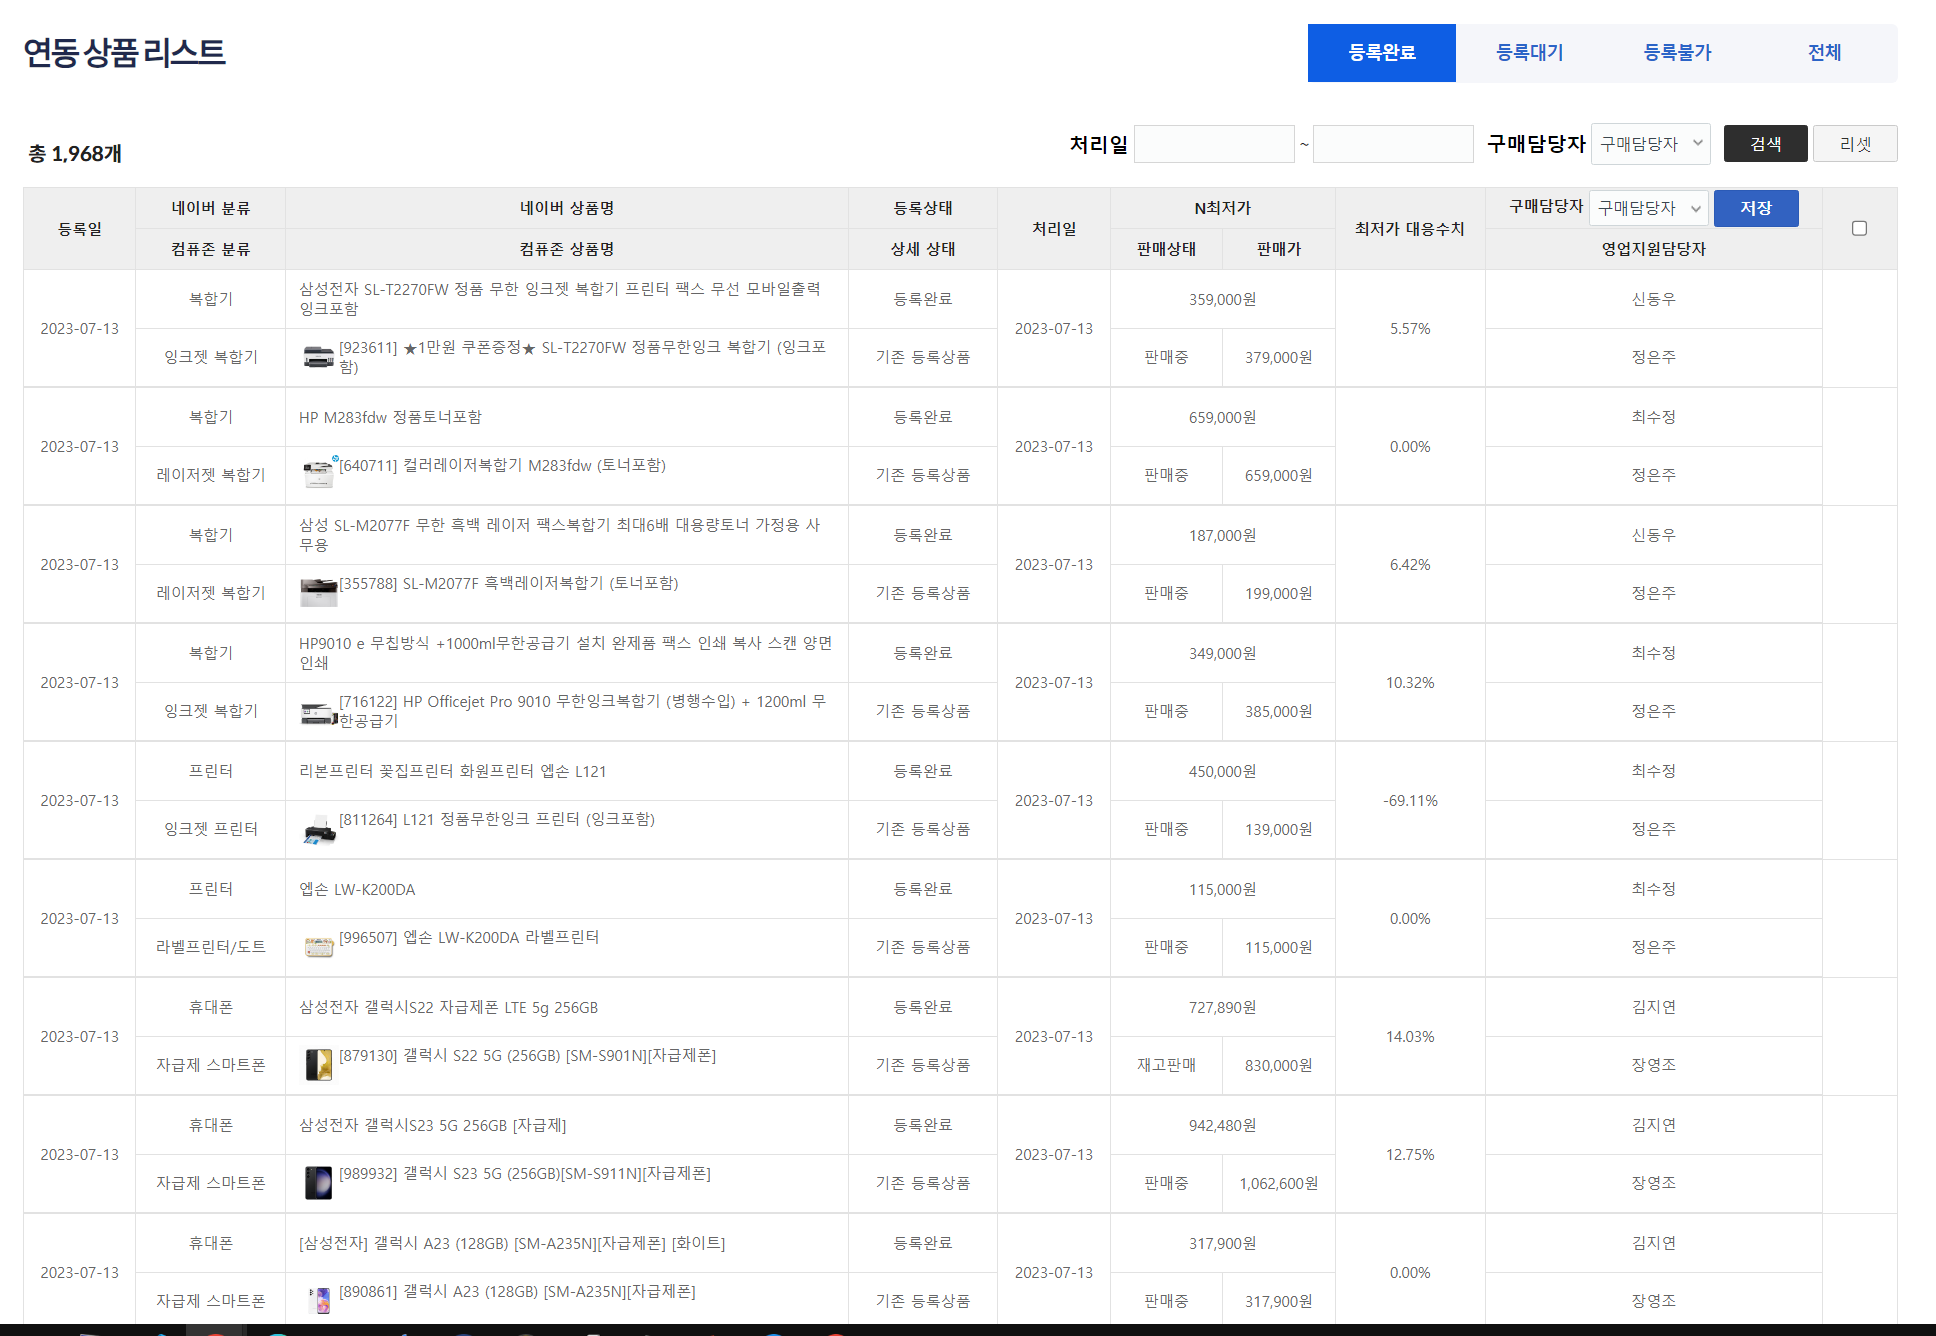 연동 상품 리스트
등록완료 등록대기 등록불가 전체
총 1,968개
처리일 ~ 구매담당자 구매담당자 검색 리셋
등록일
네이버 분류
컴퓨존 분류
네이버 상품명
컴퓨존 상품명
등록상태
상세 상태
처리일
N최저가
판매상태 판매가
최저가 대응수치
구매담당자 구매담당자 저장
영업지원담당자
2023-07-13
복합기
잉크젯 복합기
삼성전자 SL-T2270FW 정품 무한 잉크젯 복합기 프린터 팩스 무선 모바일출력
잉크포함
[923611] ★1만원 쿠폰증정★ SL-T2270FW 정품무한잉크 복합기 (잉크포
함)
등록완료
기존 등록상품
2023-07-13
359,000원
판매중 379,000원
5.57%
신동우
정은주
2023-07-13
복합기
레이저젯 복합기
HP M283fdw 정품토너포함
[640711] 컬러레이저복합기 M283fdw (토너포함)
등록완료
기존 등록상품
2023-07-13
659,000원
판매중 659,000원
0.00%
최수정
정은주
2023-07-13
복합기
레이저젯 복합기
삼성 SL-M2077F 무한 흑백 레이저 팩스복합기 최대6배 대용량토너 가정용 사
무용
[355788] SL-M2077F 흑백레이저복합기 (토너포함)
등록완료
기존 등록상품
2023-07-13
187,000원
판매중 199,000원
6.42%
신동우
정은주
2023-07-13
복합기
잉크젯 복합기
HP9010 e 무칩방식 +1000ml무한공급기 설치 완제품 팩스 인쇄 복사 스캔 양면
인쇄
[716122] HP Officejet Pro 9010 무한잉크복합기 (병행수입) + 1200ml 무
한공급기
등록완료
기존 등록상품
2023-07-13
349,000원
판매중 385,000원
10.32%
최수정
정은주
2023-07-13
프린터
잉크젯 프린터
리본프린터 꽃집프린터 화원프린터 엡손 L121
[811264] L121 정품무한잉크 프린터 (잉크포함)
등록완료
기존 등록상품
2023-07-13
450,000원
판매중 139,000원
-69.11%
최수정
정은주
2023-07-13
프린터
라벨프린터/도트
엡손 LW-K200DA
[996507] 엡손 LW-K200DA 라벨프린터
등록완료
기존 등록상품
2023-07-13
115,000원
판매중 115,000원
0.00%
최수정
정은주
2023-07-13
휴대폰
자급제 스마트폰
삼성전자 갤럭시S22 자급제폰 LTE 5g 256GB
[879130] 갤럭시 S22 5G (256GB) [SM-S901N][자급제폰]
등록완료
기존 등록상품
2023-07-13
727,890원
재고판매 830,000원
14.03%
김지연
장영조
2023-07-13
휴대폰
자급제 스마트폰
삼성전자 갤럭시S23 5G 256GB [자급제]
[989932] 갤럭시 S23 5G (256GB)[SM-S911N][자급제폰]
등록완료
기존 등록상품
2023-07-13
942,480원
판매중 1,062,600원
12.75%
김지연
장영조
2023-07-13
휴대폰
자급제 스마트폰
[삼성전자] 갤럭시 A23 (128GB) [SM-A235N][자급제폰] [화이트]
[890861] 갤럭시 A23 (128GB) [SM-A235N][자급제폰]
등록완료
기존 등록상품
2023-07-13
317,900원
판매중 317,900원
0.00%
김지연
장영조